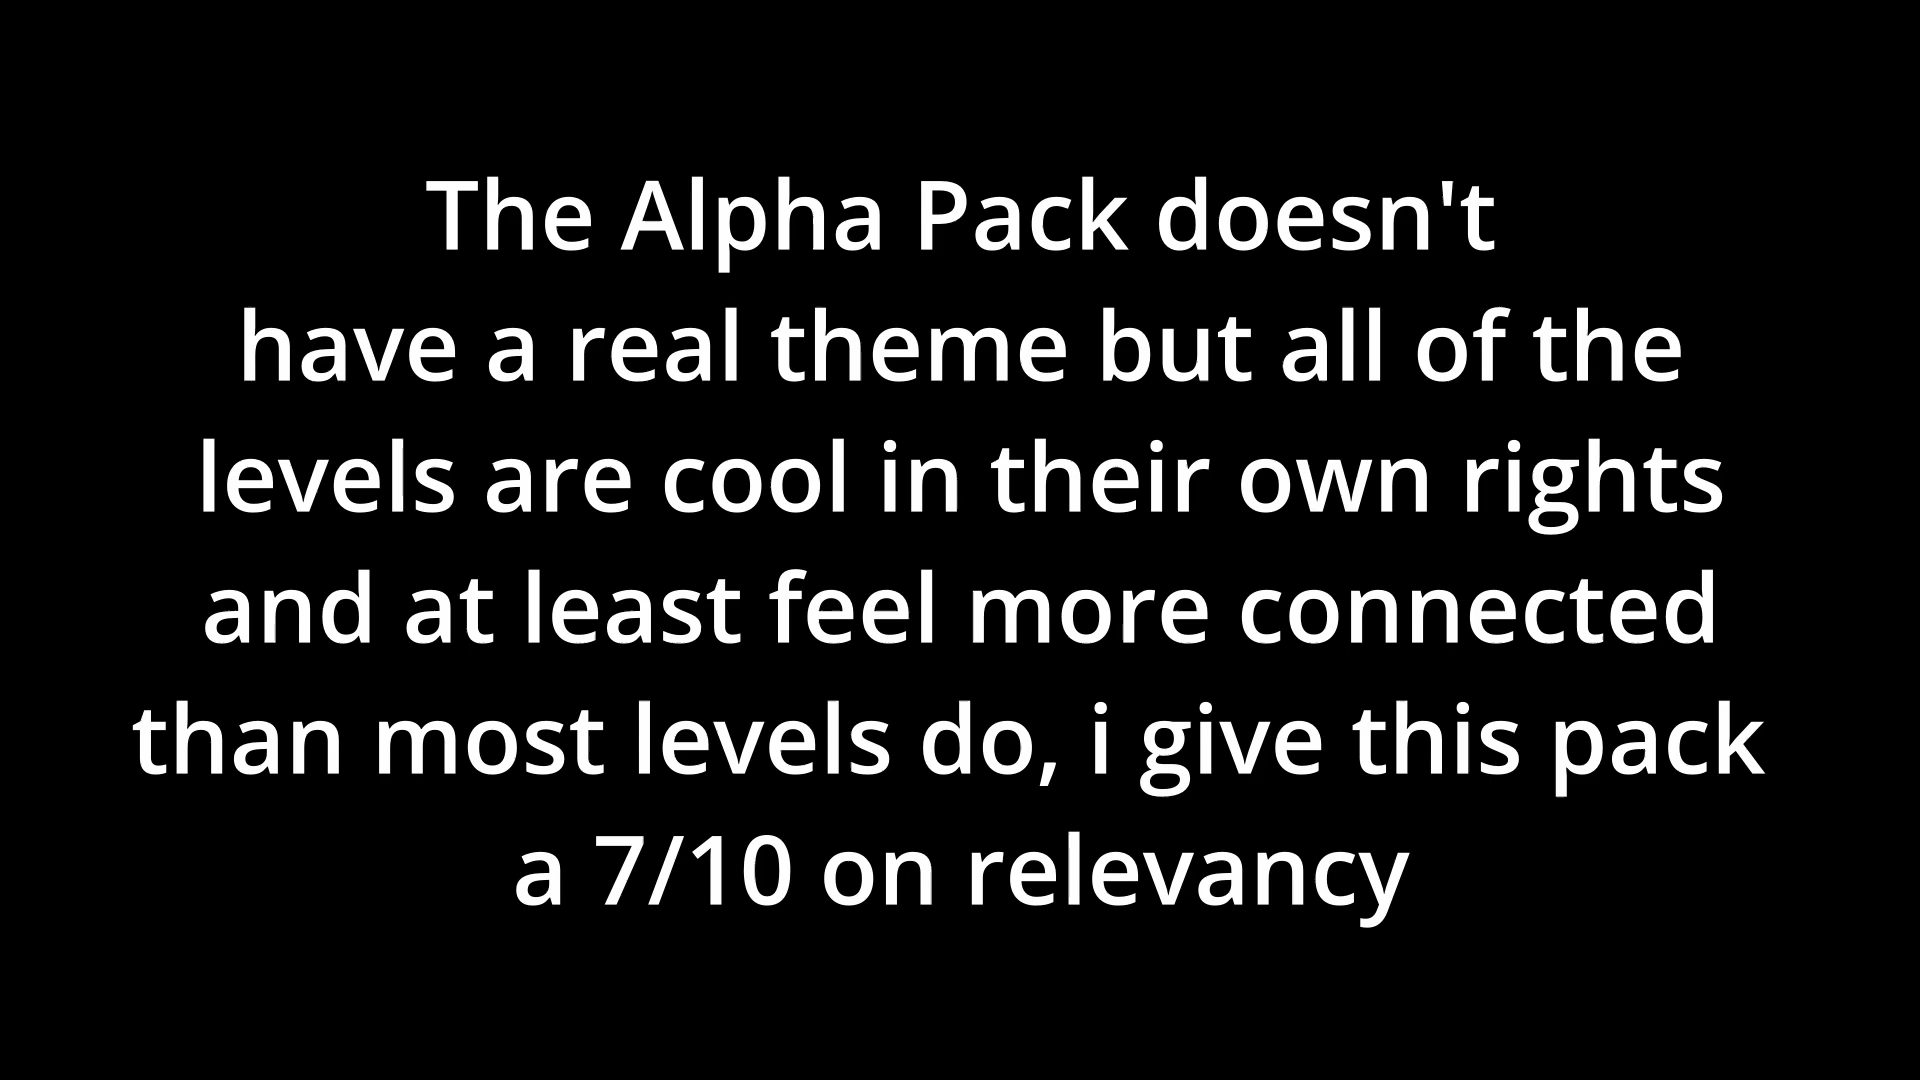 The Alpha Pack doesn't
have a real theme but all of the
levels are cool in their own rights
and at least feel more connected
than most levels do, i give this pack
a 7/10 on relevancy